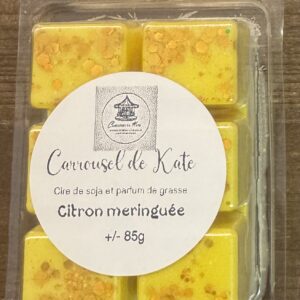 Carrousel de Kate
Cire de soja et parfum de grasse
Citron meringuée
+/- 85g